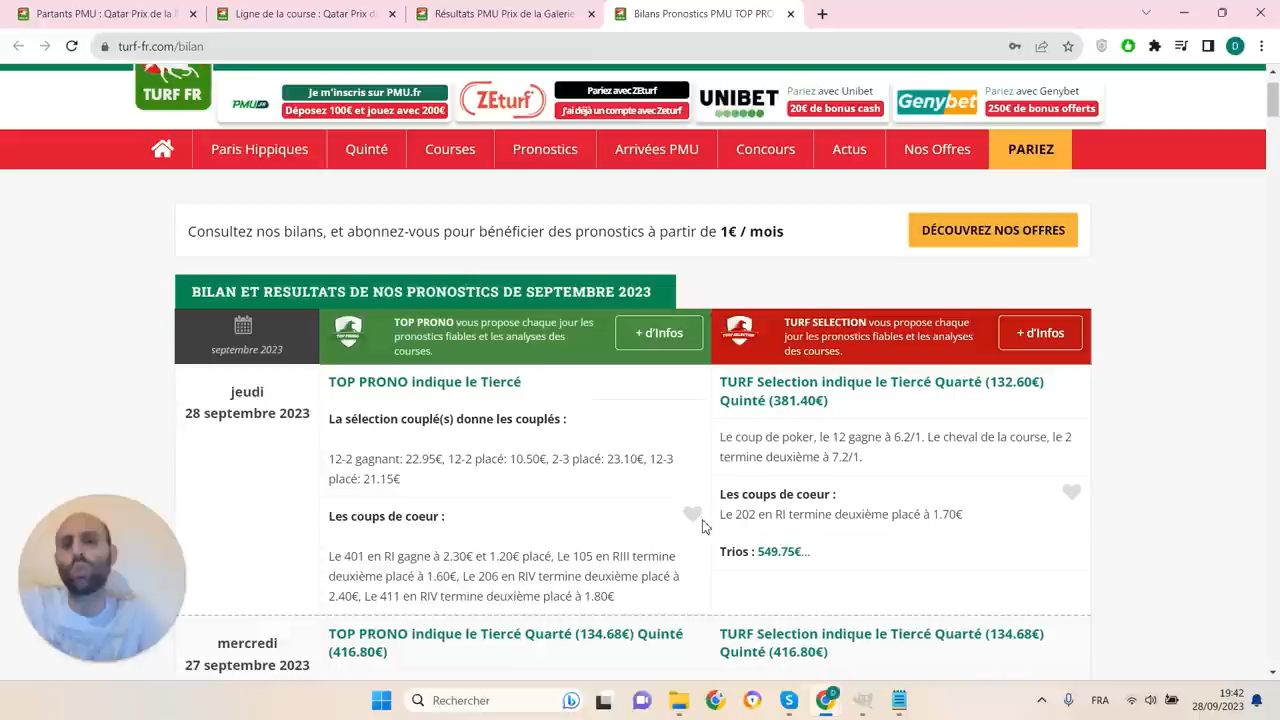 Partants PMU Qatar Prix de la F
Ligne de la course : Qatar Prix d
Résultats PMU Prix de la Galerie
Bilans Pronostics PMU TOP PRO
turf-fr.com/bilan
D
TURF FR
PMU.fr
Je m'inscris sur PMU.fr
Déposez 100€ et jouez avec 200€
ZEturf
Pariez avec ZEturf
J'ai déjà un compte avec Zeturf
UNIBET
Pariez avec Unibet
20€ de bonus cash
Genybet
Pariez avec Genybet
250€ de bonus offerts
Paris Hippiques
Quinté
Courses
Pronostics
Arrivées PMU
Concours
Actus
Nos Offres
PARIEZ
Consultez nos bilans, et abonnez-vous pour bénéficier des pronostics à partir de 1€ / mois
DÉCOUVREZ NOS OFFRES
BILAN ET RESULTATS DE NOS PRONOSTICS DE SEPTEMBRE 2023
septembre 2023
TOP PRONO
TOP PRONO vous propose chaque jour les
pronostics fiables et les analyses des
courses.
+ d'Infos
TURF SELECTION
TURF SELECTION vous propose chaque
jour les pronostics fiables et les analyses
des courses.
+ d'Infos
jeudi
28 septembre 2023
TOP PRONO indique le Tiercé
La sélection couplé(s) donne les couplés :
12-2 gagnant: 22.95€, 12-2 placé: 10.50€, 2-3 placé: 23.10€, 12-3
placé: 21.15€
Les coups de coeur :
Le 401 en RI gagne à 2.30€ et 1.20€ placé, Le 105 en RIII termine
deuxième placé à 1.60€, Le 206 en RIV termine deuxième placé à
2.40€, Le 411 en RIV termine deuxième placé à 1.80€
TURF Selection indique le Tiercé Quarté (132.60€)
Quinté (381.40€)
Le coup de poker, le 12 gagne à 6.2/1. Le cheval de la course, le 2
termine deuxième à 7.2/1.
Les coups de coeur :
Le 202 en RI termine deuxième placé à 1.70€
Trios : 549.75€...
mercredi
27 septembre 2023
TOP PRONO indique le Tiercé Quarté (134.68€) Quinté
(416.80€)
TURF Selection indique le Tiercé Quarté (134.68€)
Quinté (416.80€)
Rechercher
D
FRA
19:42
28/09/2023